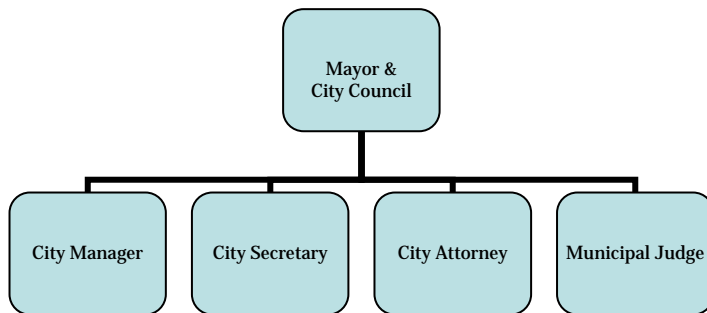 Mayor &
City Council
City Manager
City Secretary
City Attorney
Municipal Judge